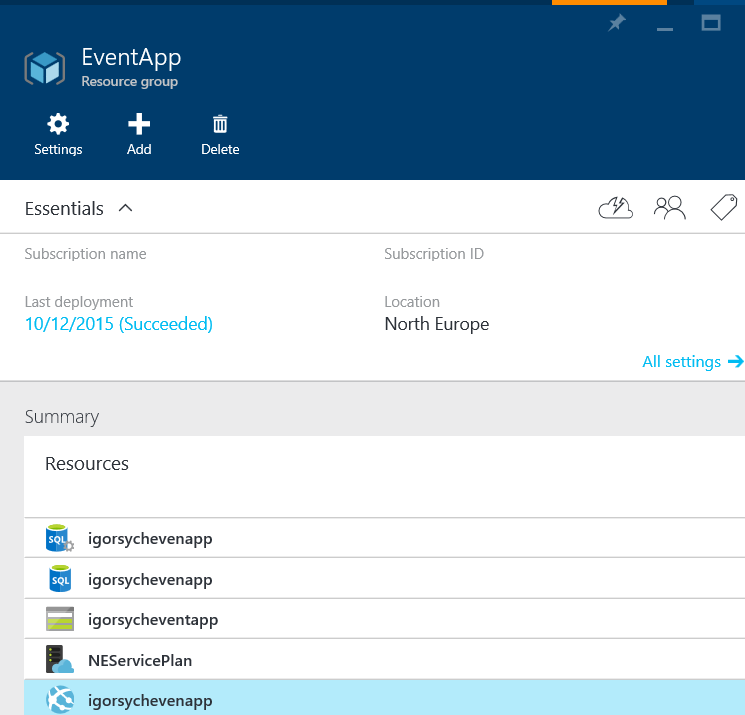 EventApp
Resource group
Settings
Add
Delete
Essentials
Subscription name
Subscription ID
Last deployment
Location
10/12/2015 (Succeeded)
North Europe
All settings
Summary
Resources
SQL
igorsychevenapp
SQL
igorsychevenapp
igorsycheventapp
NEServicePlan
igorsychevenapp